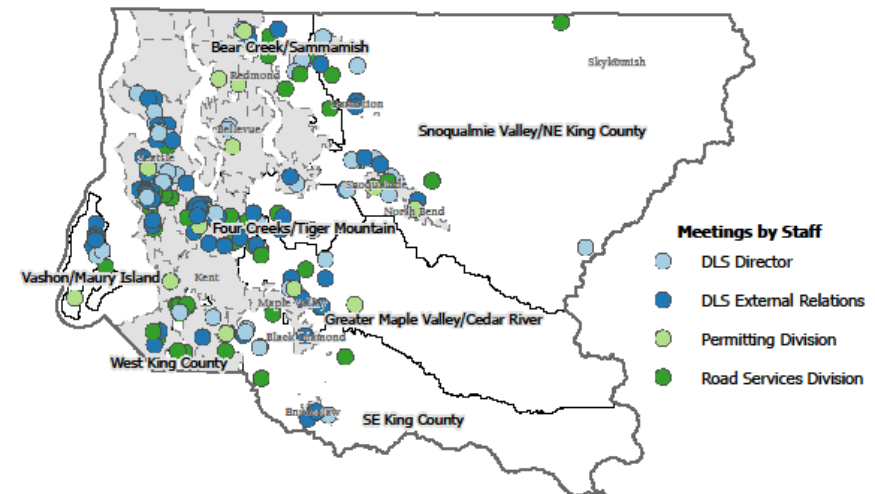 Bear Creek/Sammamish
Skykomish
Redmond
Snoqualmie Valley/NE King County
Bellevue
Seattle
North Bend
Meetings by Staff
Four Creeks/Tiger Mountain
DLS Director
Vashon/Maury Island
Kent
DLS External Relations
Maple Valley
Greater Maple Valley/Cedar River
Permitting Division
Black Diamond
West King County
Road Services Division
Enumclaw
SE King County